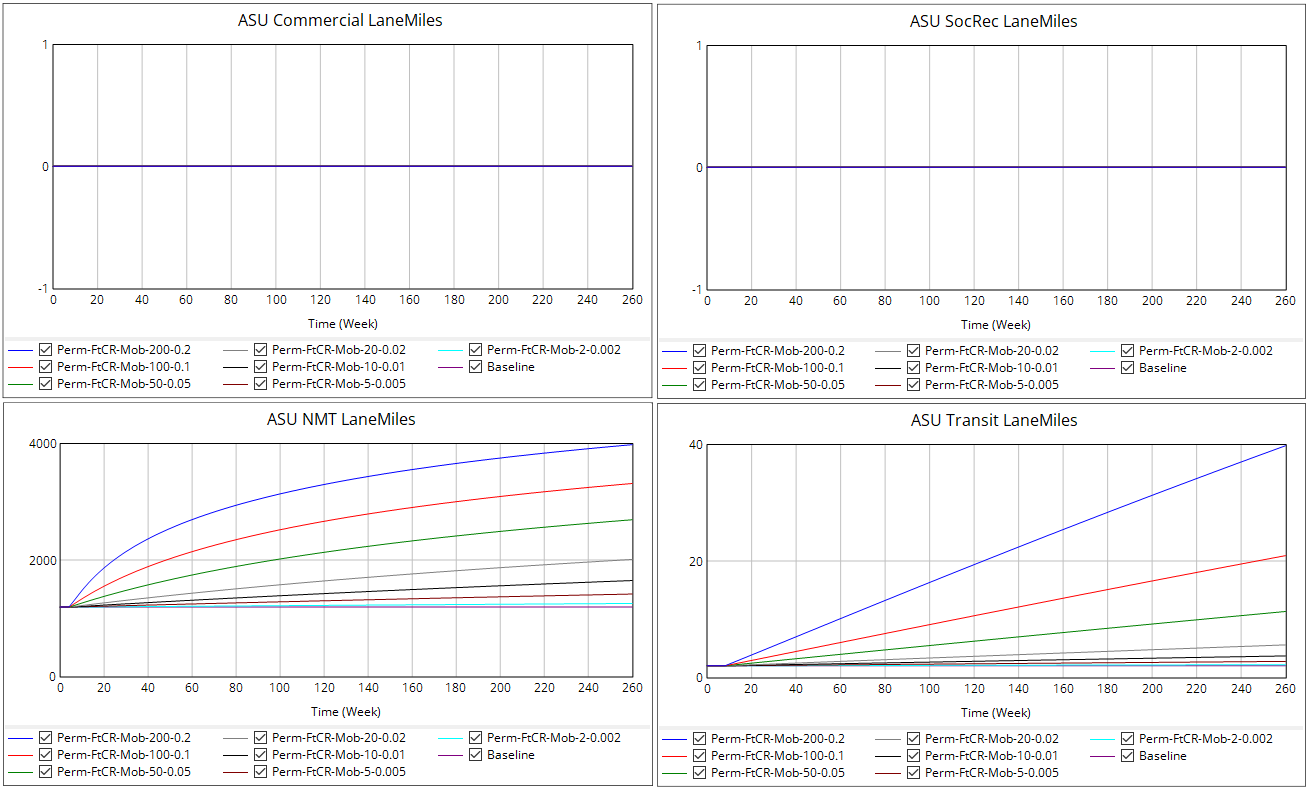 ASU Commercial LaneMiles
1
0
-1
0 20 40 60 80 100 120 140 160 180 200 220 240 260
Time (Week)
Perm-FtCR-Mob-200-0.2 Perm-FtCR-Mob-20-0.02 Perm-FtCR-Mob-2-0.002
Perm-FtCR-Mob-100-0.1 Perm-FtCR-Mob-10-0.01 Baseline
Perm-FtCR-Mob-50-0.05 Perm-FtCR-Mob-5-0.005
ASU SocRec LaneMiles
1
0
-1
0 20 40 60 80 100 120 140 160 180 200 220 240 260
Time (Week)
Perm-FtCR-Mob-200-0.2 Perm-FtCR-Mob-20-0.02 Perm-FtCR-Mob-2-0.002
Perm-FtCR-Mob-100-0.1 Perm-FtCR-Mob-10-0.01 Baseline
Perm-FtCR-Mob-50-0.05 Perm-FtCR-Mob-5-0.005
ASU NMT LaneMiles
4000
2000
0
0 20 40 60 80 100 120 140 160 180 200 220 240 260
Time (Week)
Perm-FtCR-Mob-200-0.2 Perm-FtCR-Mob-20-0.02 Perm-FtCR-Mob-2-0.002
Perm-FtCR-Mob-100-0.1 Perm-FtCR-Mob-10-0.01 Baseline
Perm-FtCR-Mob-50-0.05 Perm-FtCR-Mob-5-0.005
ASU Transit LaneMiles
40
20
0
0 20 40 60 80 100 120 140 160 180 200 220 240 260
Time (Week)
Perm-FtCR-Mob-200-0.2 Perm-FtCR-Mob-20-0.02 Perm-FtCR-Mob-2-0.002
Perm-FtCR-Mob-100-0.1 Perm-FtCR-Mob-10-0.01 Baseline
Perm-FtCR-Mob-50-0.05 Perm-FtCR-Mob-5-0.005